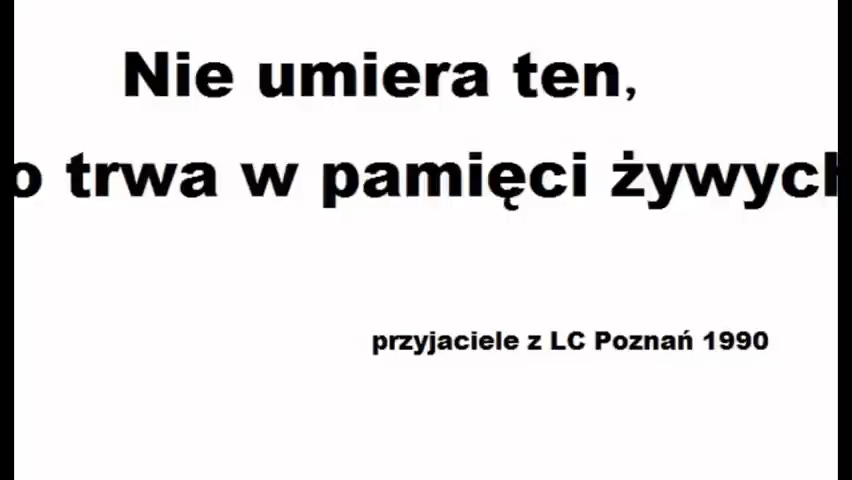 Nie umiera ten,
o trwa w pamięci żywych
przyjaciele z LC Poznań 1990